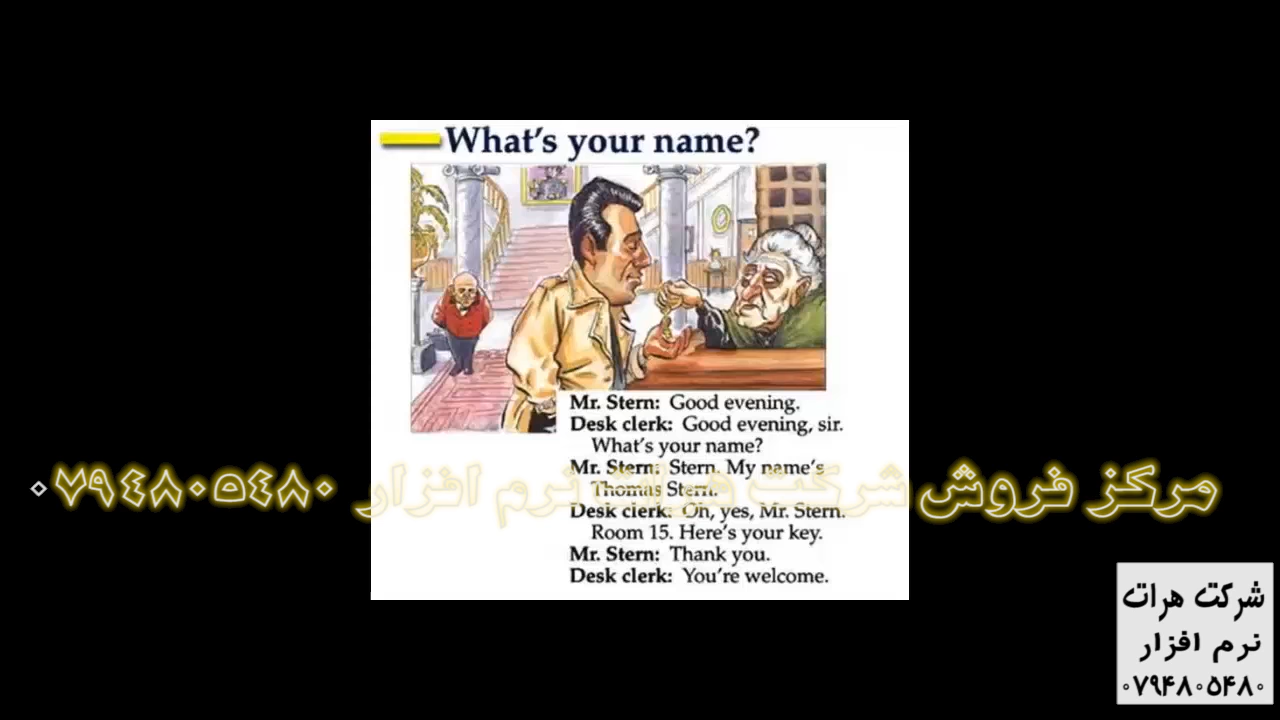 What's your name?
Mr. Stern: Good evening.
Desk clerk: Good evening, sir.
What's your name?
Mr. Stern: Stern. My name's
Thomas Stern.
Desk clerk: Oh, yes, Mr. Stern.
Room 15. Here's your key.
Mr. Stern: Thank you.
Desk clerk: You're welcome.
مرکز فروش شرکت هرات نرم افزار ۰۷۹۴۸۰۵۴۸۰
شرکت هرات
نرم افزار
۰۷۹۴۸۰۵۴۸۰